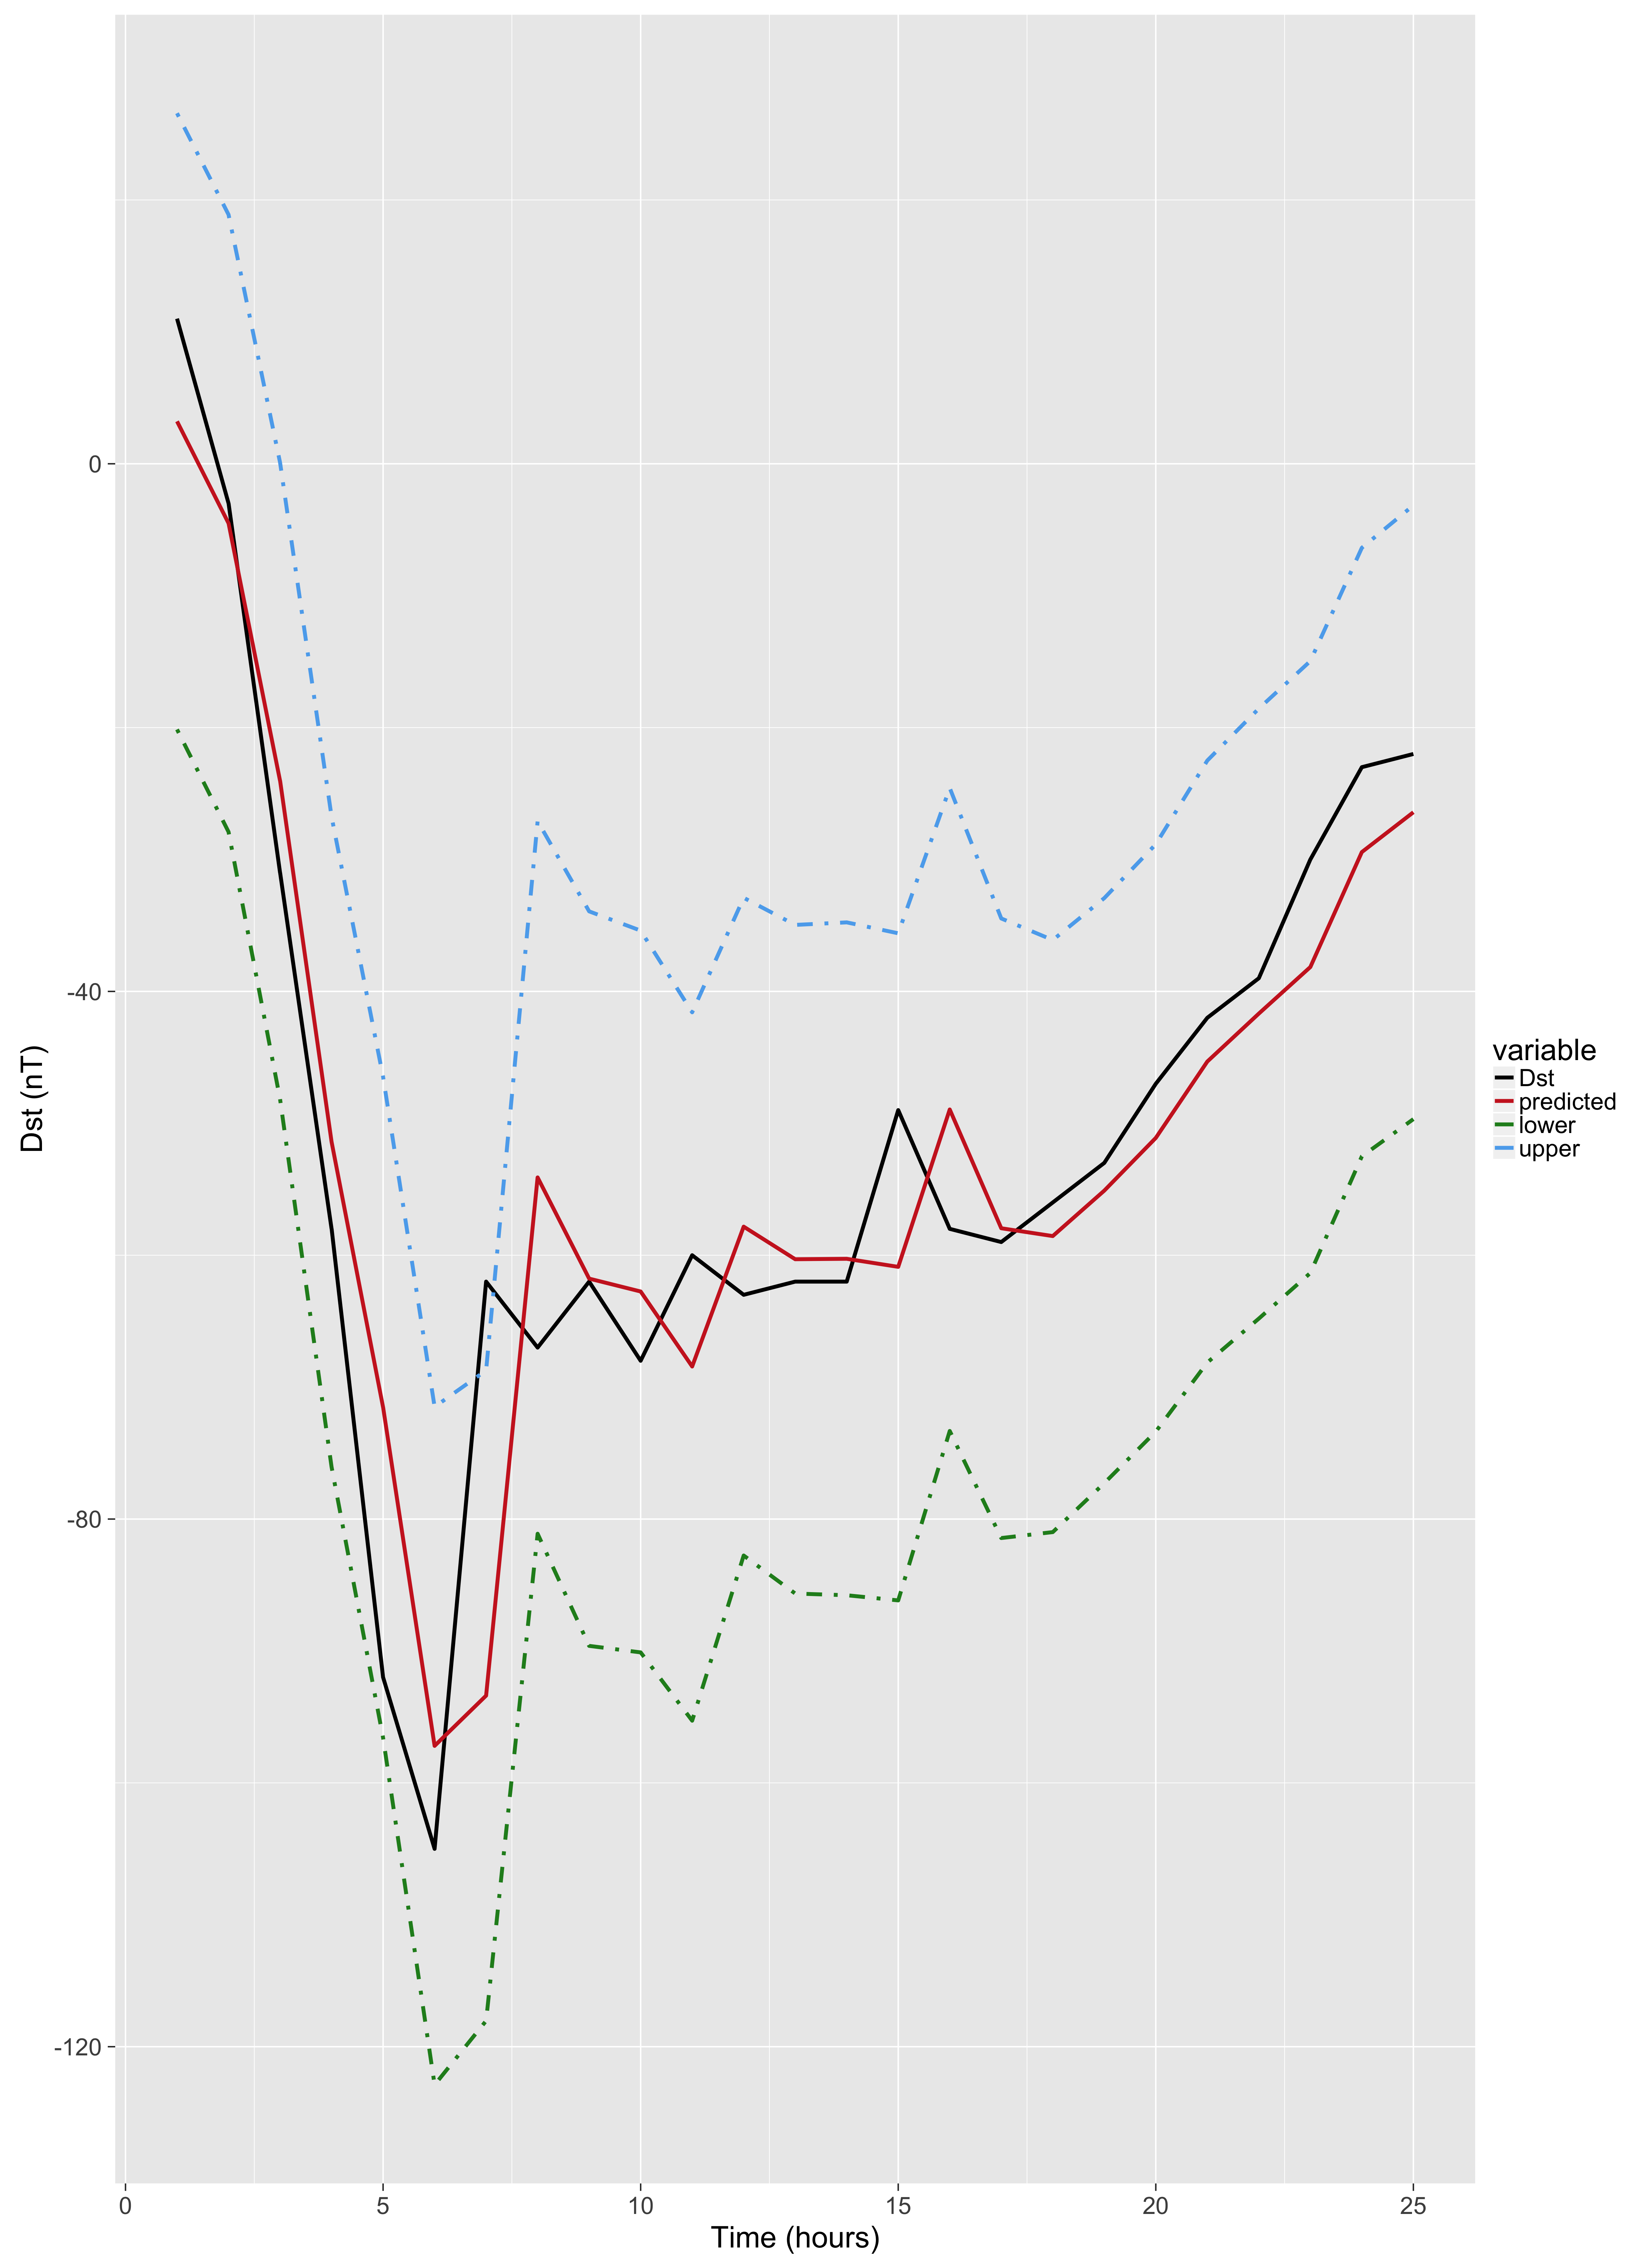 0
-40
-80
-120
Dst (nT)
0 5 10 15 20 25
Time (hours)
variable
Dst
predicted
lower
upper